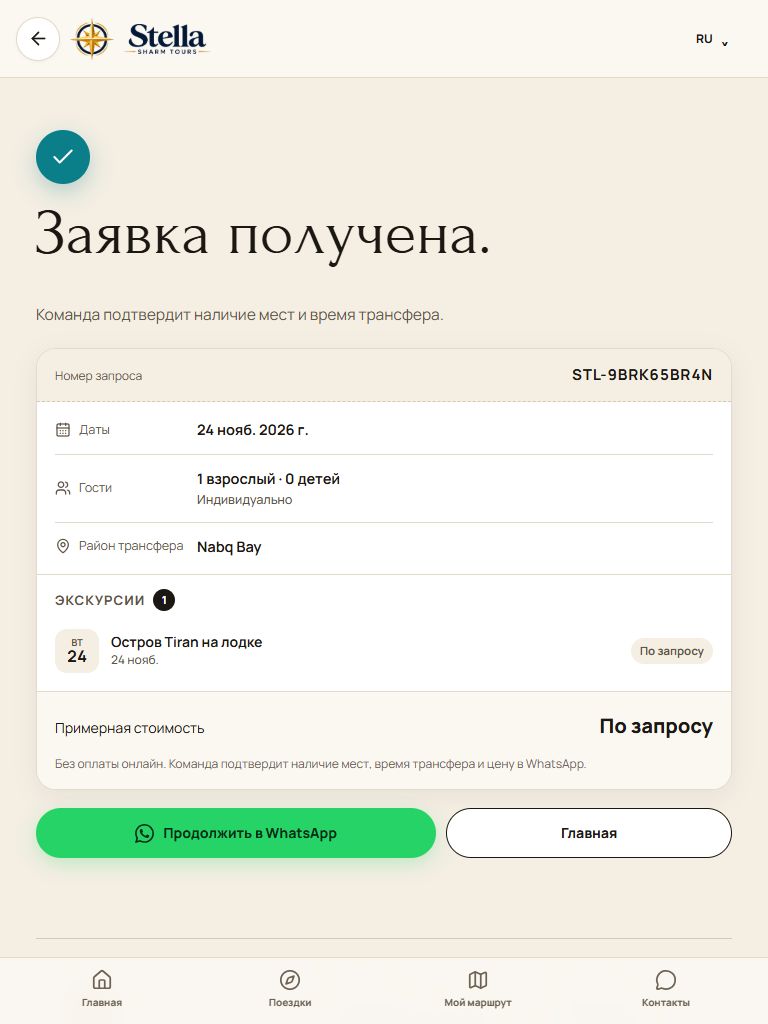 Stella
SHARM TOURS
RU
Заявка получена.
Команда подтвердит наличие мест и время трансфера.
Номер запроса STL-9BRK65BR4N
Даты 24 нояб. 2026 г.
Гости 1 взрослый · 0 детей
Индивидуально
Район трансфера Nabq Bay
ЭКСКУРСИИ 1
ВТ
24
Остров Tiran на лодке
24 нояб.
По запросу
Примерная стоимость По запросу
Без оплаты онлайн. Команда подтвердит наличие мест, время трансфера и цену в WhatsApp.
Продолжить в WhatsApp Главная
Главная Поездки Мой маршрут Контакты